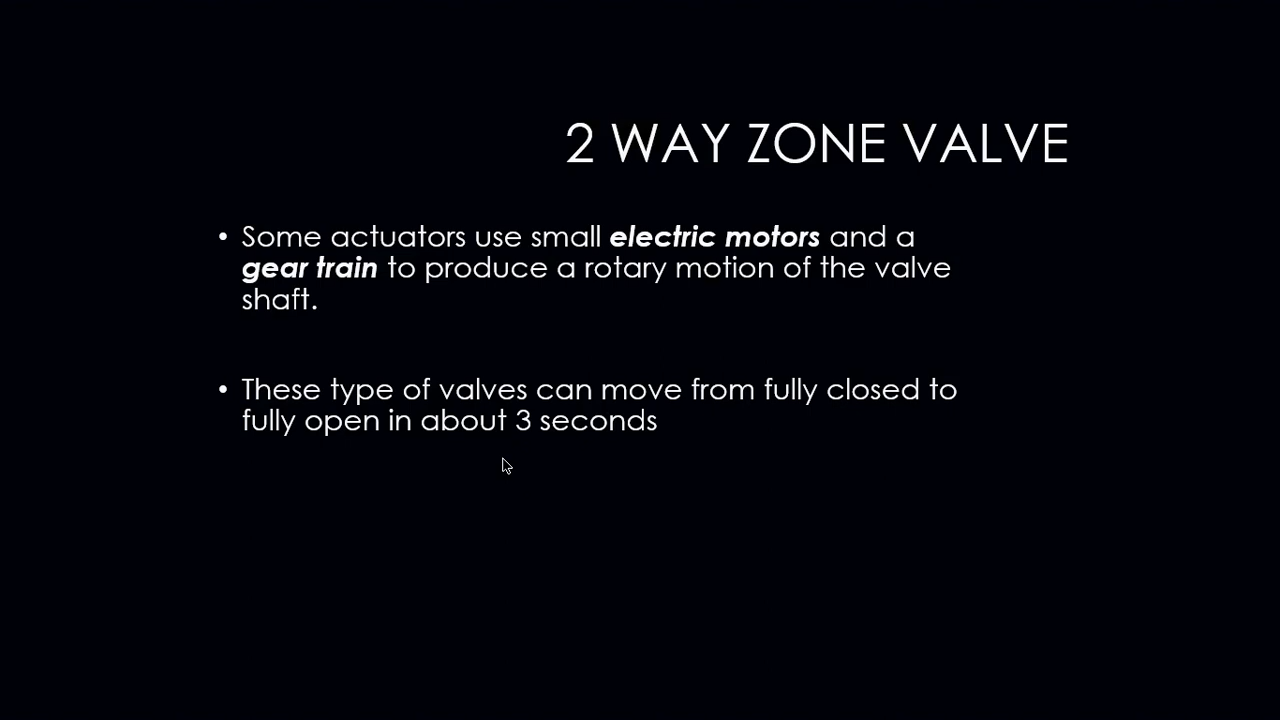 2 WAY ZONE VALVE
• Some actuators use small electric motors and a
gear train to produce a rotary motion of the valve
shaft.
• These type of valves can move from fully closed to
fully open in about 3 seconds